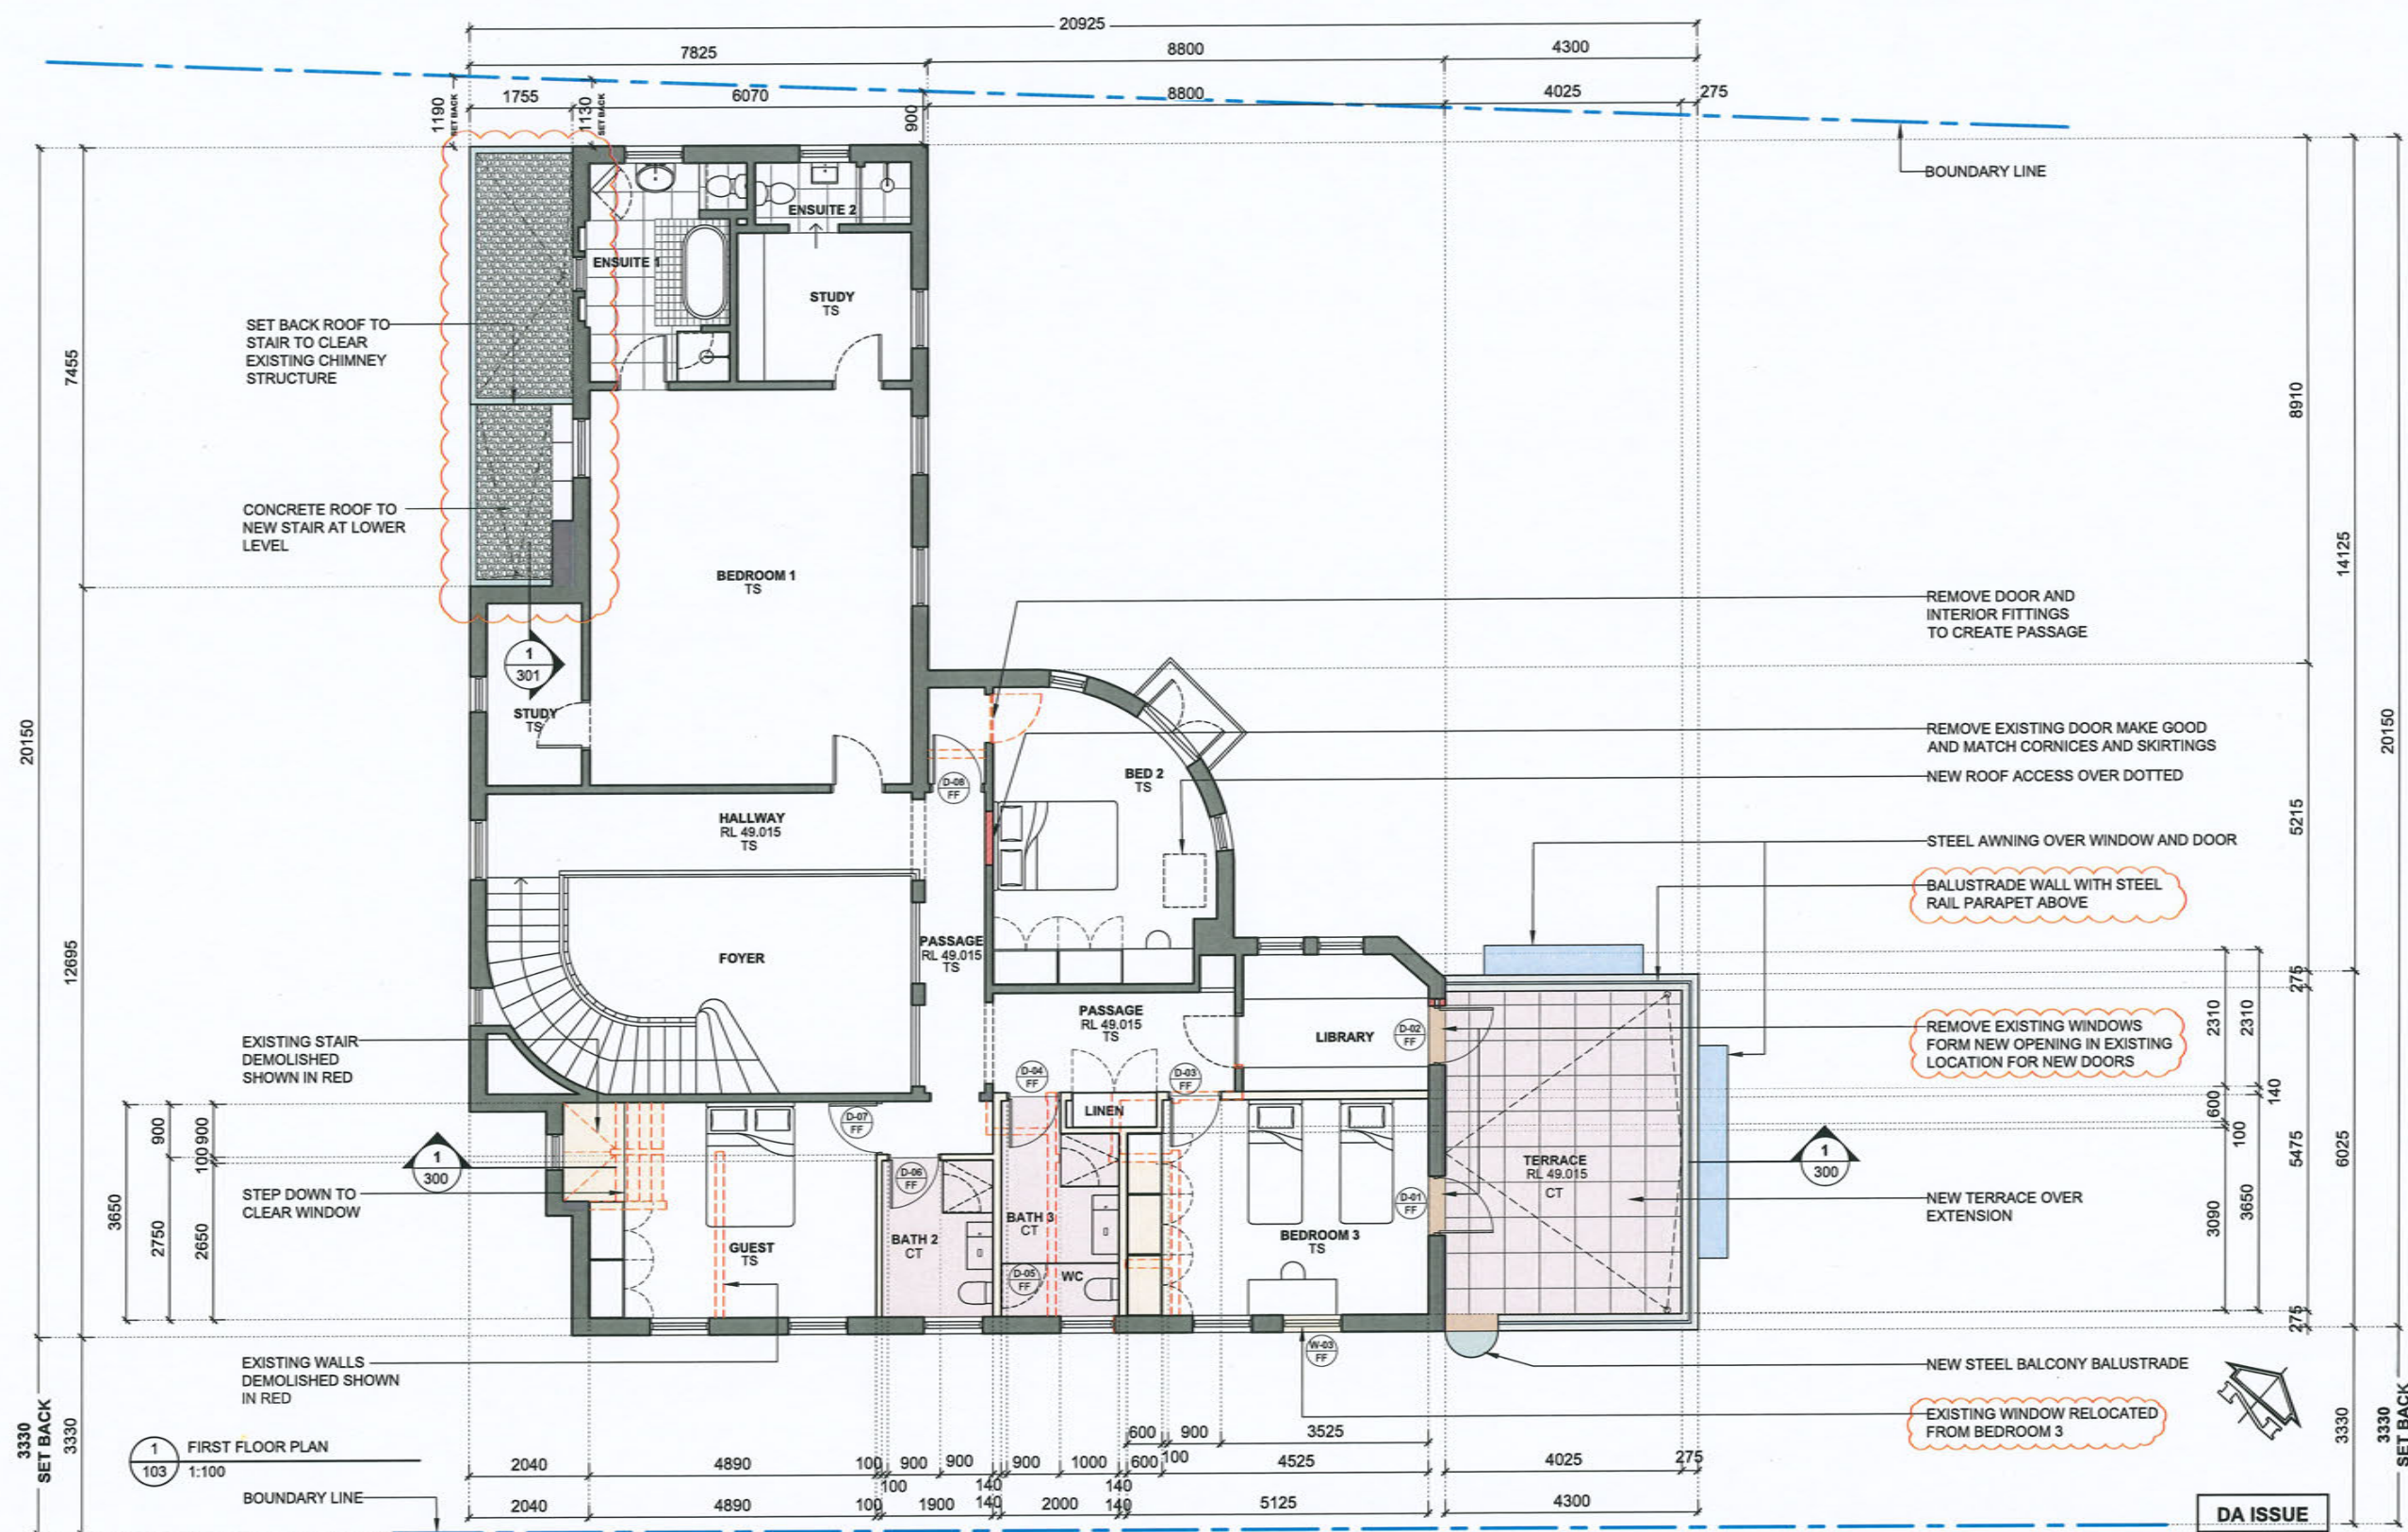 20925
7825
8800
4300
1755
6070
8800
4025
275
1190
SET BACK
1130
SET BACK
900
BOUNDARY LINE
ENSUITE 2
ENSUITE 1
STUDY
TS
SET BACK ROOF TO
STAIR TO CLEAR
EXISTING CHIMNEY
STRUCTURE
CONCRETE ROOF TO
NEW STAIR AT LOWER
LEVEL
BEDROOM 1
TS
REMOVE DOOR AND
INTERIOR FITTINGS
TO CREATE PASSAGE
1
301
STUDY
TS
REMOVE EXISTING DOOR MAKE GOOD
AND MATCH CORNICES AND SKIRTINGS
NEW ROOF ACCESS OVER DOTTED
BED 2
TS
D-08
FF
HALLWAY
RL 49.015
TS
STEEL AWNING OVER WINDOW AND DOOR
BALUSTRADE WALL WITH STEEL
RAIL PARAPET ABOVE
FOYER
PASSAGE
RL 49.015
TS
PASSAGE
RL 49.015
TS
LIBRARY
D-02
FF
REMOVE EXISTING WINDOWS
FORM NEW OPENING IN EXISTING
LOCATION FOR NEW DOORS
EXISTING STAIR
DEMOLISHED
SHOWN IN RED
D-04
FF
D-03
FF
LINEN
D-07
FF
1
300
STEP DOWN TO
CLEAR WINDOW
D-06
FF
BATH 2
CT
BATH 3
CT
D-05
FF
WC
GUEST
TS
BEDROOM 3
TS
D-01
FF
TERRACE
RL 49.015
CT
1
300
NEW TERRACE OVER
EXTENSION
EXISTING WALLS
DEMOLISHED SHOWN
IN RED
W-03
FF
NEW STEEL BALCONY BALUSTRADE
EXISTING WINDOW RELOCATED
FROM BEDROOM 3
20150
7455
12695
3650
900
2750
100 900
2650
3330
SET BACK
3330
8910
14125
20150
5215
275
2310
2310
600
140
100
5475
6025
3090
3650
275
3330
3330
SET BACK
1
103
FIRST FLOOR PLAN
1:100
BOUNDARY LINE
600
900
3525
2040
4890
100
900
900
900
1000
600
100
4525
4025
275
100
140
140
2040
4890
100
1900
140
2000
140
5125
4300
DA ISSUE